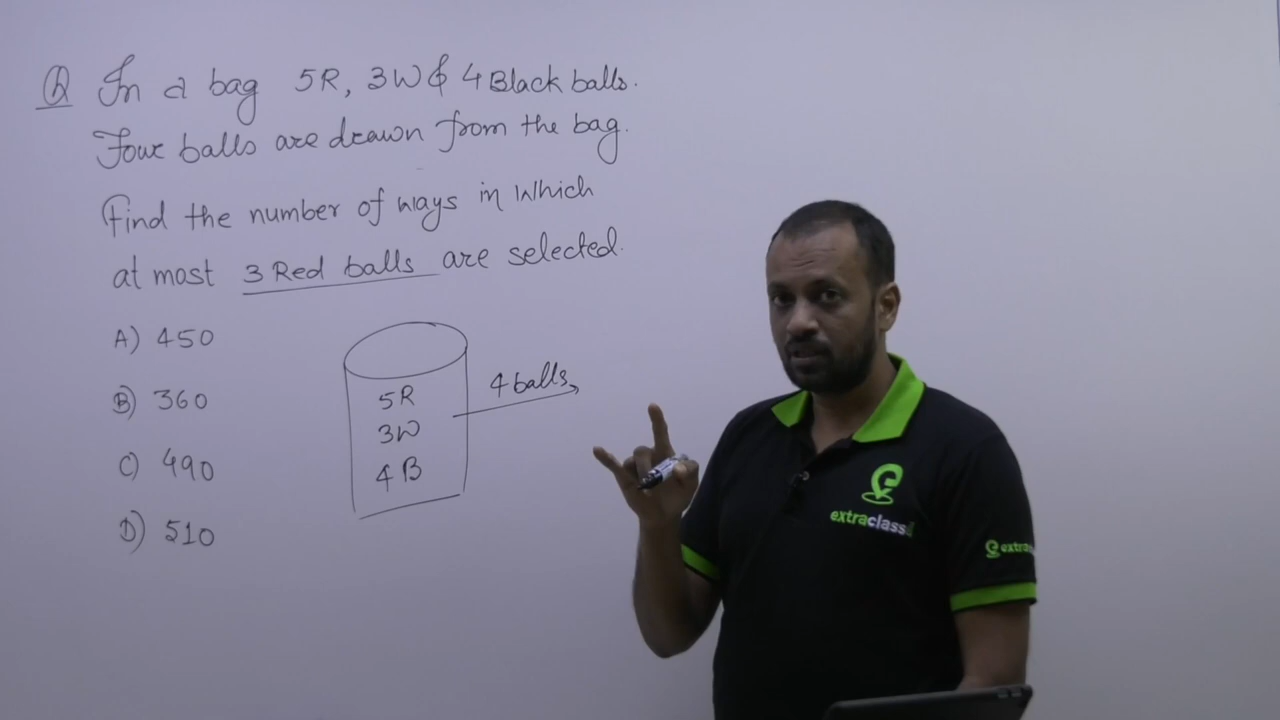 Q In a bag 5R, 3W & 4 Black balls.
Four balls are drawn from the bag.
Find the number of ways in which
at most 3 Red balls are selected.
A) 450
B) 360
C) 490
D) 510
5R
3W
4B
4 balls
extraclass
extra